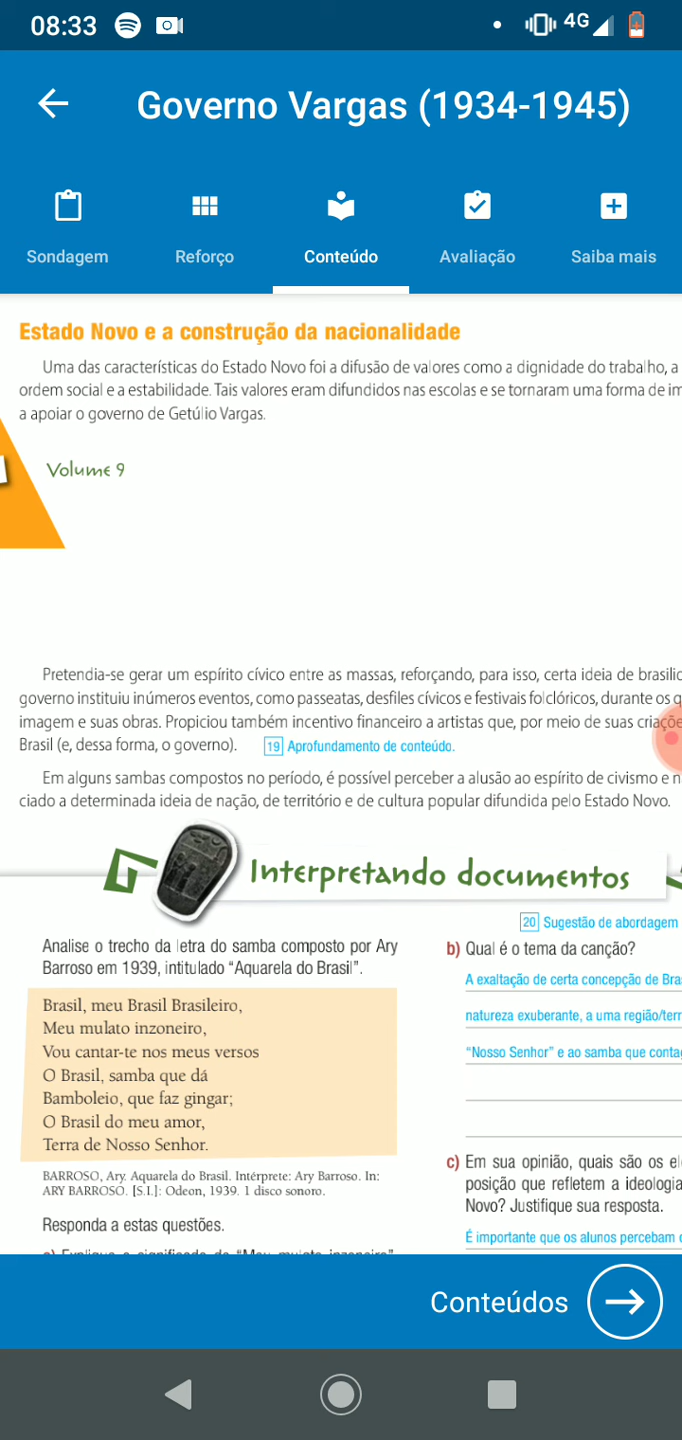 08:33
4G
Governo Vargas (1934-1945)
Sondagem
Reforço
Conteúdo
Avaliação
Saiba mais
Estado Novo e a construção da nacionalidade
Uma das características do Estado Novo foi a difusão de valores como a dignidade do trabalho, a
ordem social e a estabilidade. Tais valores eram difundidos nas escolas e se tornaram uma forma de
a apoiar o governo de Getúlio Vargas.
Volume 9
Pretendia-se gerar um espírito cívico entre as massas, reforçando, para isso, certa ideia de
governo instituiu inúmeros eventos, como passeatas, desfiles cívicos e festivais folclóricos, durante os
imagem e suas obras. Propiciou também incentivo financeiro a artistas que, por meio de suas
Brasil (e, dessa forma, o governo). 19 Aprofundamento de conteúdo.
Em alguns sambas compostos no período, é possível perceber a alusão ao espírito de civismo e
ciado a determinada ideia de nação, de território e de cultura popular difundida pelo Estado Novo.
Interpretando documentos
20 Sugestão de abordagem
Analise o trecho da letra do samba composto por Ary
Barroso em 1939, intitulado “Aquarela do Brasil”.
Brasil, meu Brasil Brasileiro,
Meu mulato inzoneiro,
Vou cantar-te nos meus versos
O Brasil, samba que dá
Bamboleio, que faz gingar;
O Brasil do meu amor,
Terra de Nosso Senhor.
BARROSO, Ary. Aquarela do Brasil. Intérprete: Ary Barroso. In:
ARY BARROSO. [S.I.]: Odeon, 1939. 1 disco sonoro.
Responda a estas questões.
b) Qual é o tema da canção?
A exaltação de certa concepção de
natureza exuberante, a uma
“Nosso Senhor” e ao samba que
c) Em sua opinião, quais são os
posição que refletem a ideologia
Novo? Justifique sua resposta.
É importante que os alunos percebam
Conteúdos